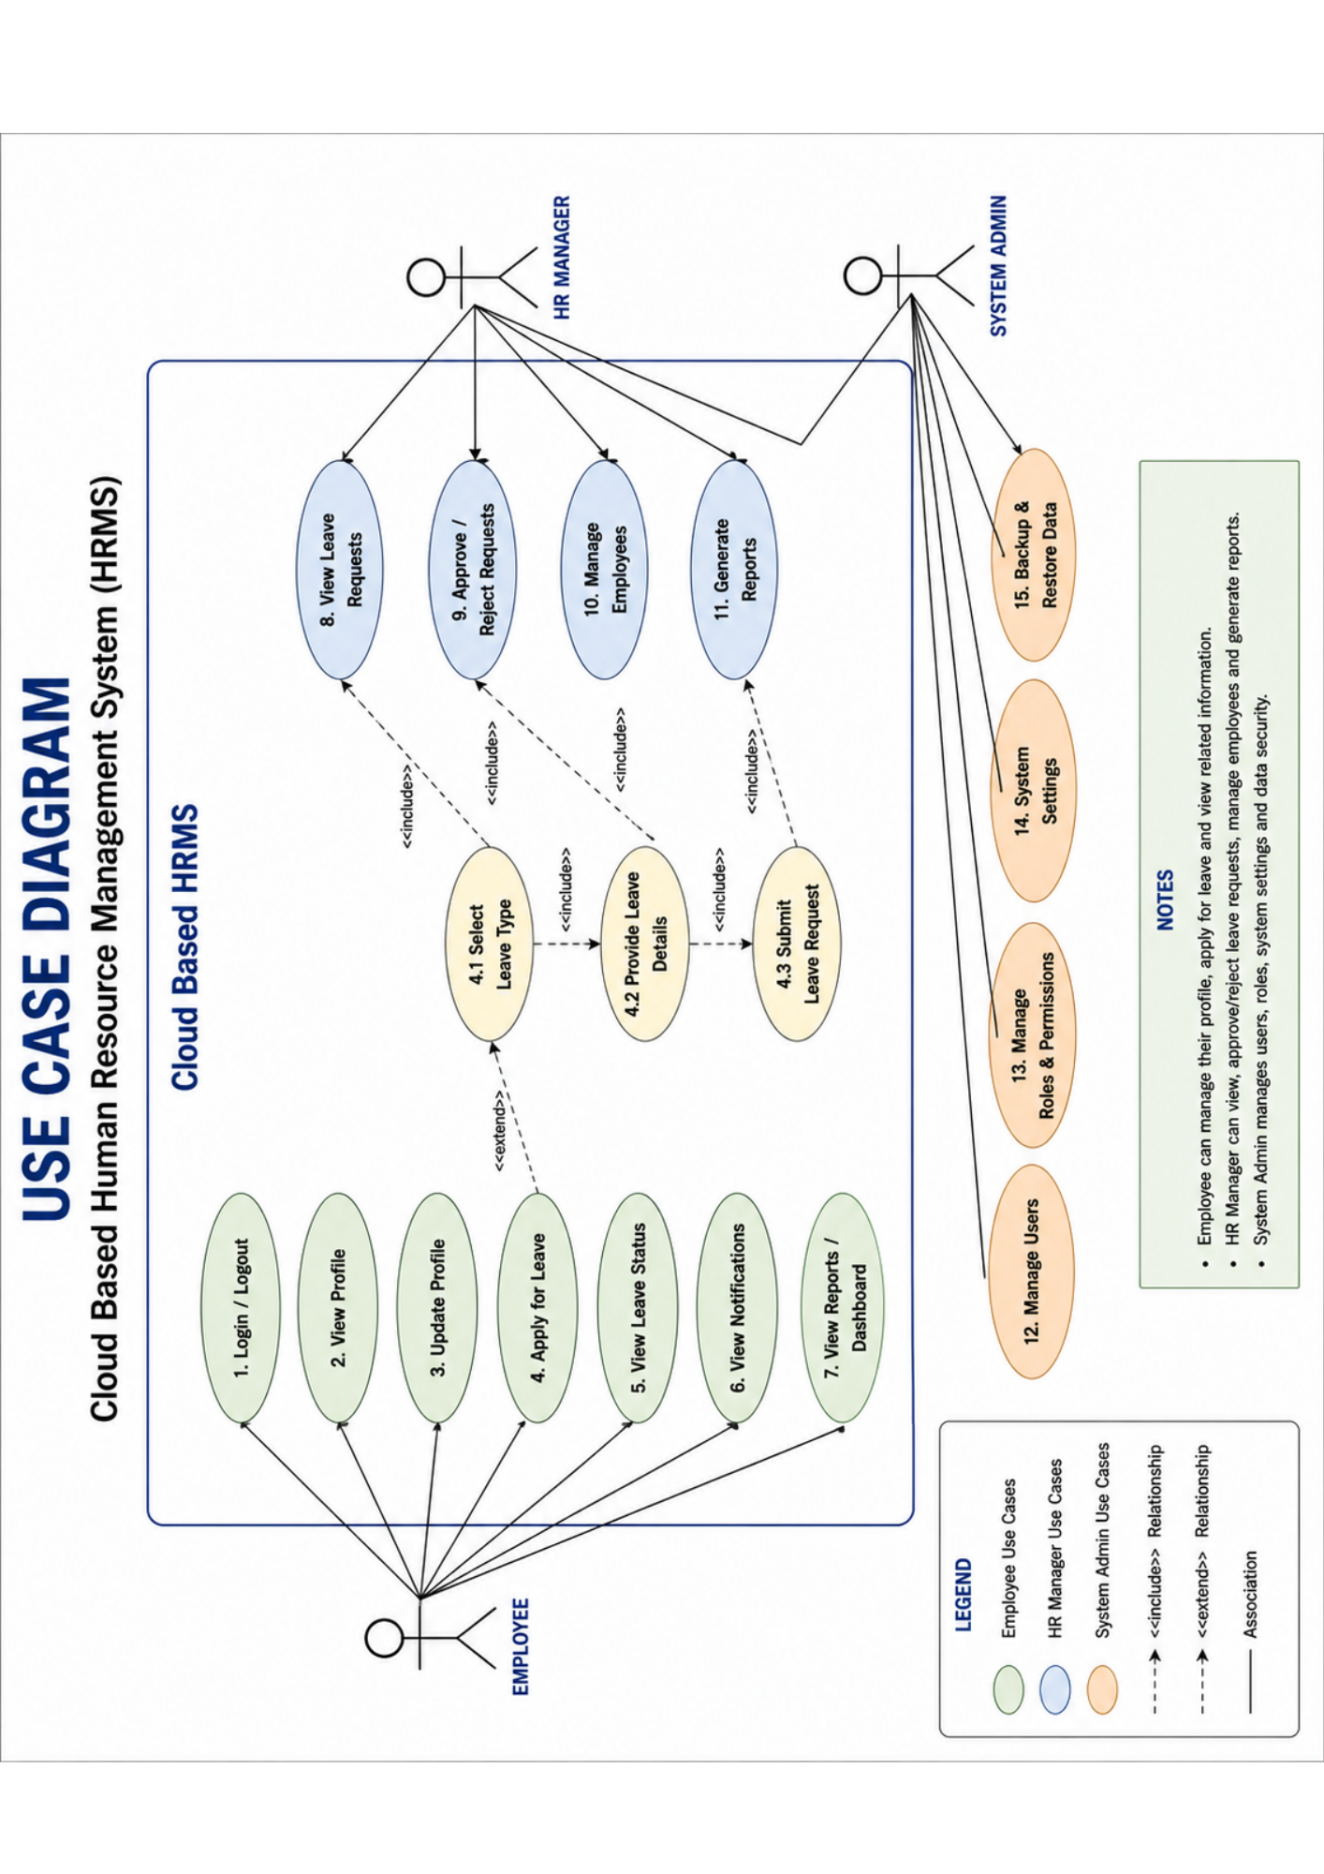 USE CASE DIAGRAM
Cloud Based Human Resource Management System (HRMS)
Cloud Based HRMS
EMPLOYEE
1. Login / Logout
2. View Profile
3. Update Profile
4. Apply for Leave
5. View Leave Status
6. View Notifications
7. View Reports /
Dashboard
<<extend>>
4.1 Select
Leave Type
<<include>>
4.2 Provide Leave
Details
<<include>>
4.3 Submit
Leave Request
<<include>>
<<include>>
<<include>>
<<include>>
8. View Leave
Requests
9. Approve /
Reject Requests
10. Manage
Employees
11. Generate
Reports
HR MANAGER
SYSTEM ADMIN
12. Manage Users
13. Manage
Roles & Permissions
14. System
Settings
15. Backup &
Restore Data
LEGEND
Employee Use Cases
HR Manager Use Cases
System Admin Use Cases
<<include>> Relationship
<<extend>> Relationship
Association
NOTES
• Employee can manage their profile, apply for leave and view related information.
• HR Manager can view, approve/reject leave requests, manage employees and generate reports.
• System Admin manages users, roles, system settings and data security.